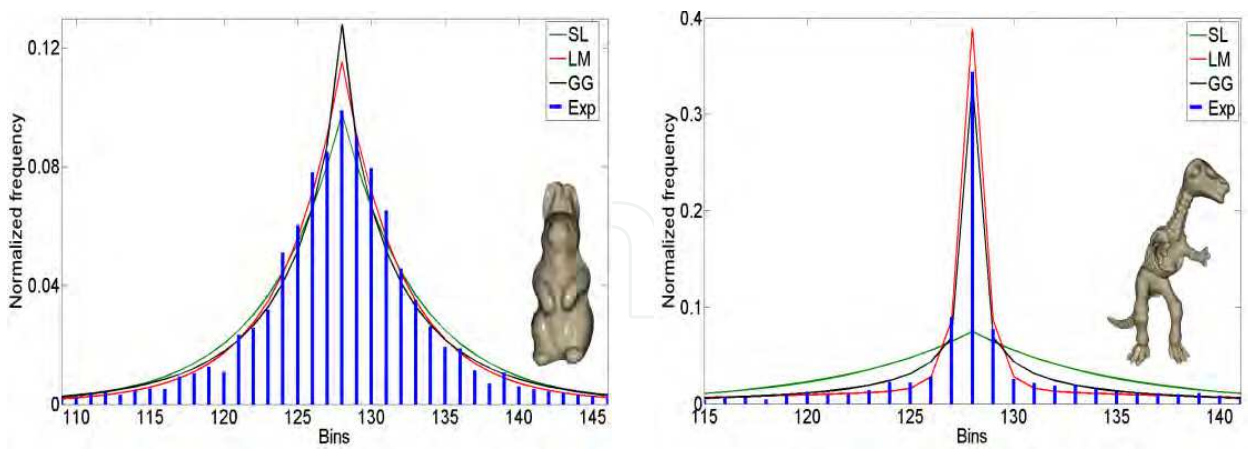 0.12
0.08
0.04
0
Normalized frequency
110 115 120 125 130 135 140 145
Bins
SL
LM
GG
Exp
0.4
0.3
0.2
0.1
0
Normalized frequency
115 120 125 130 135 140
Bins
SL
LM
GG
Exp